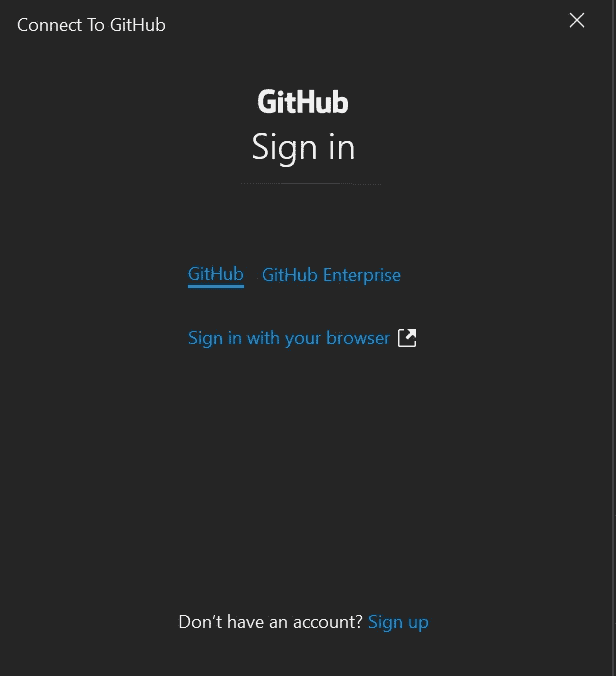 Connect To GitHub
GitHub
Sign in
GitHub GitHub Enterprise
Sign in with your browser
Don't have an account? Sign up